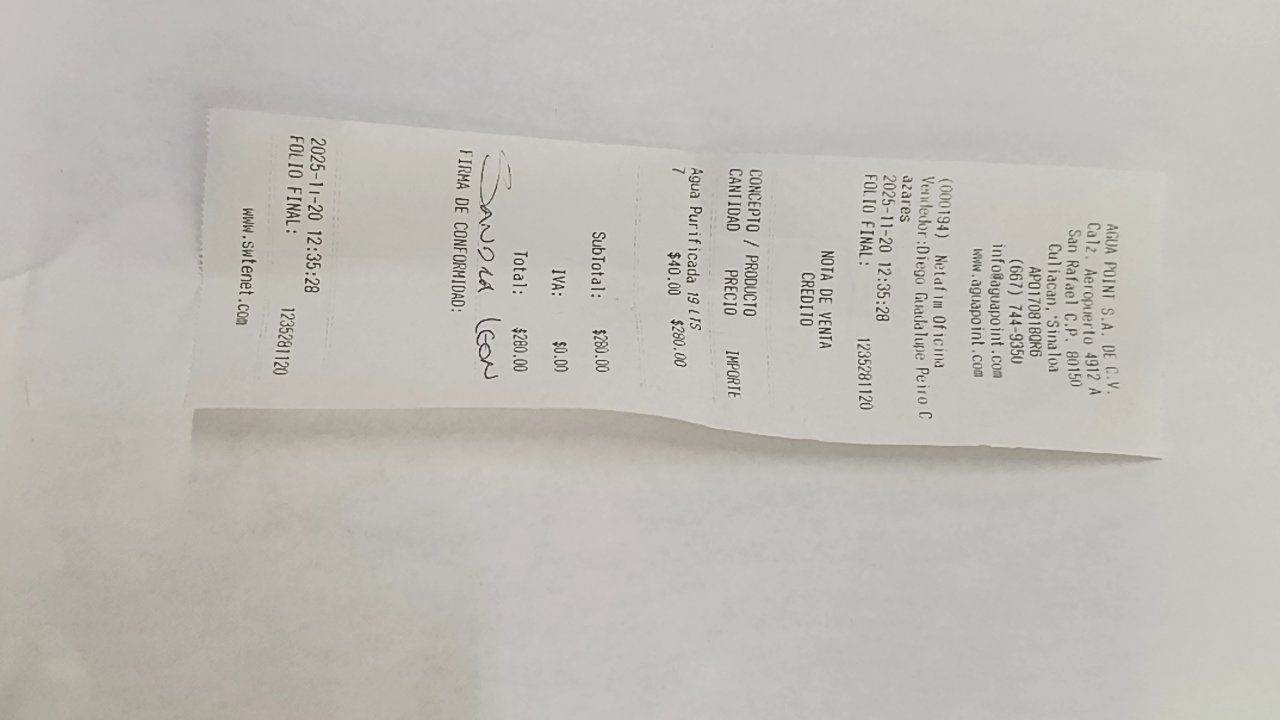 AGUA POINT S.A. DE C.V.
Calz. Aeropuerto 4912 A
San Rafael C.P. 80150
Culiacan, Sinaloa
APO170818QR6
(667) 744-9350
info@aguapoint.com
www.aguapoint.com
(000194) Netafim Oficina
Vendedor:Diego Guadalupe Peiro C
azares
2025-11-20 12:35:28
FOLIO FINAL: 1235281120
NOTA DE VENTA
CREDITO
CONCEPTO / PRODUCTO
CANTIDAD PRECIO IMPORTE
Agua Purificada 19 LTS
7 $40.00 $280.00
SubTotal: $280.00
IVA: $0.00
Total: $280.00
FIRMA DE CONFORMIDAD:
2025-11-20 12:35:28
FOLIO FINAL: 1235281120
www.swtenet.com